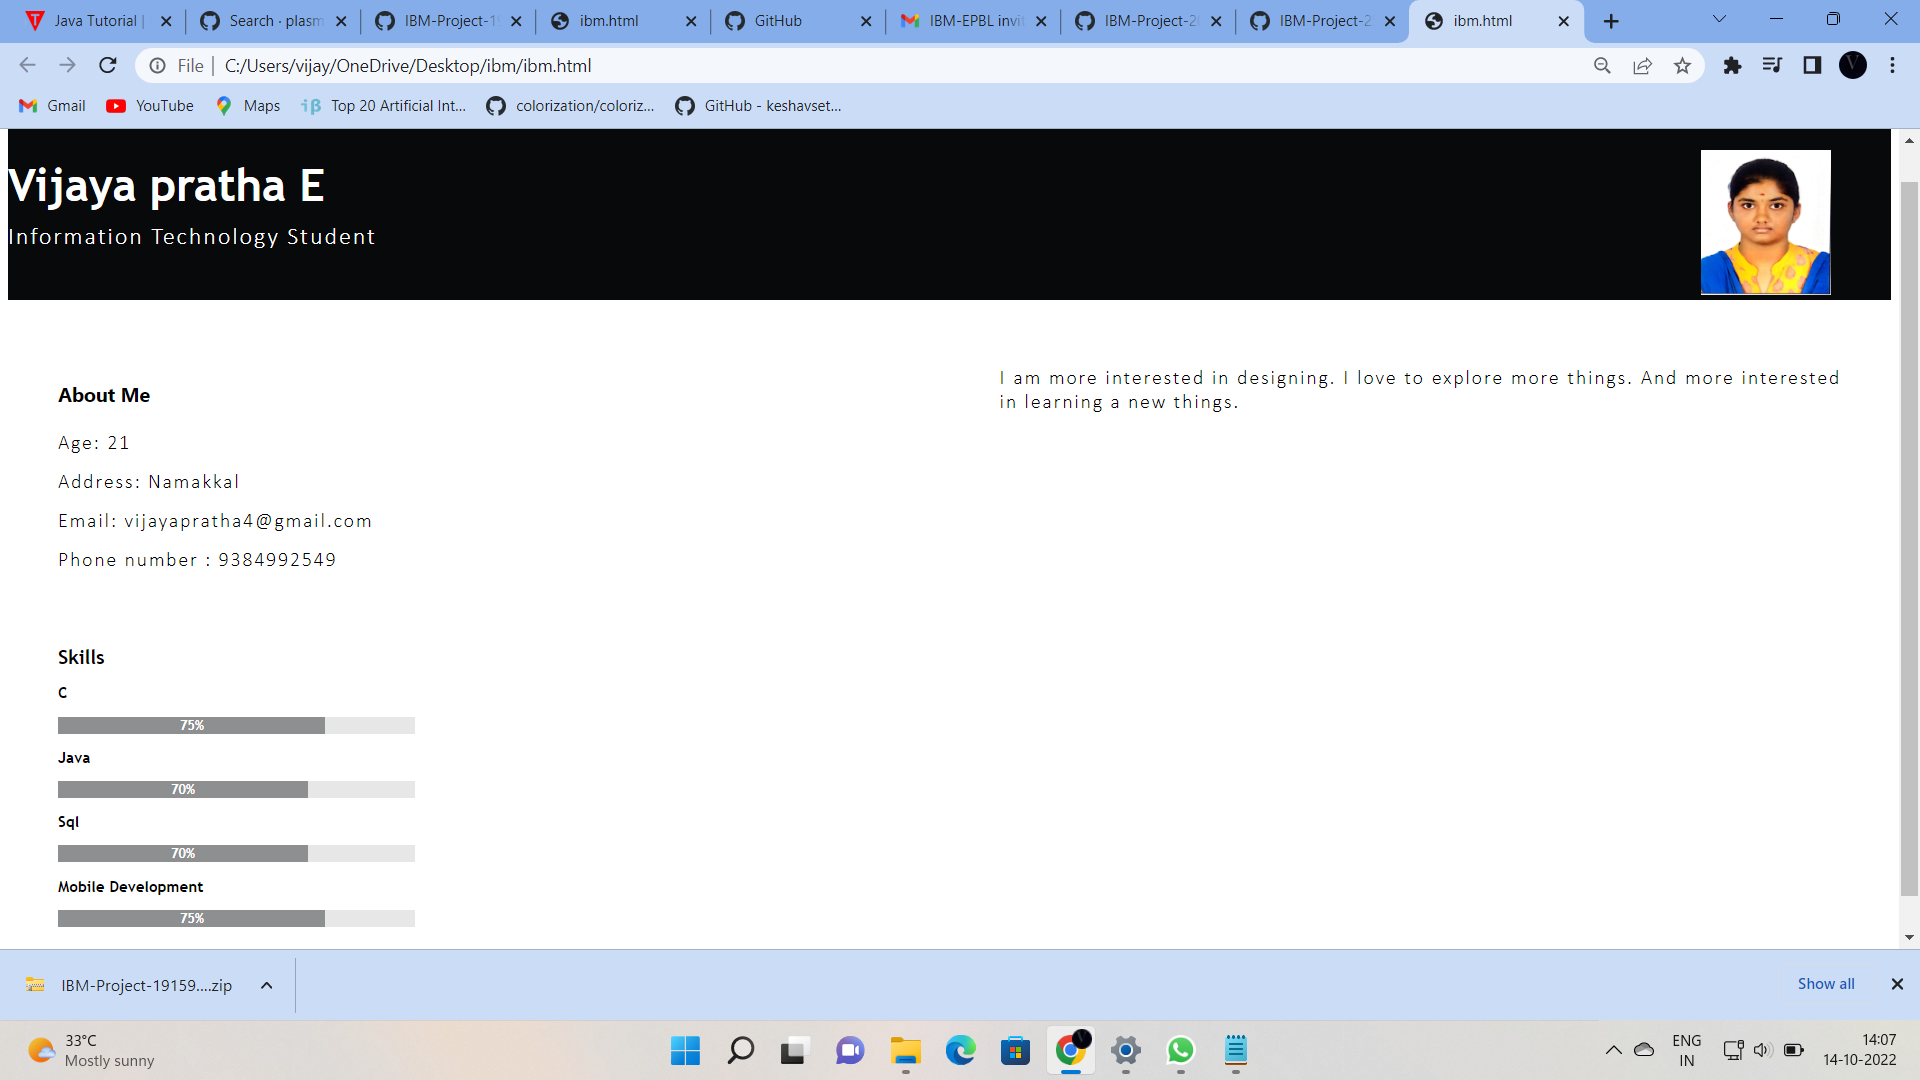 Java Tutorial |
Search · plasm
IBM-Project-19
ibm.html
GitHub
IBM-EPBL invit
IBM-Project-20
IBM-Project-2
ibm.html
File
C:/Users/vijay/OneDrive/Desktop/ibm/ibm.html
V
Gmail
YouTube
Maps
Top 20 Artificial Int...
colorization/coloriz...
GitHub - keshavset...
Vijaya pratha E
Information Technology Student
I am more interested in designing. I love to explore more things. And more interested
in learning a new things.
About Me
Age: 21
Address: Namakkal
Email: vijayapratha4@gmail.com
Phone number : 9384992549
Skills
C
75%
Java
70%
Sql
70%
Mobile Development
75%
IBM-Project-19159....zip
Show all
33°C
Mostly sunny
ENG
IN
14:07
14-10-2022